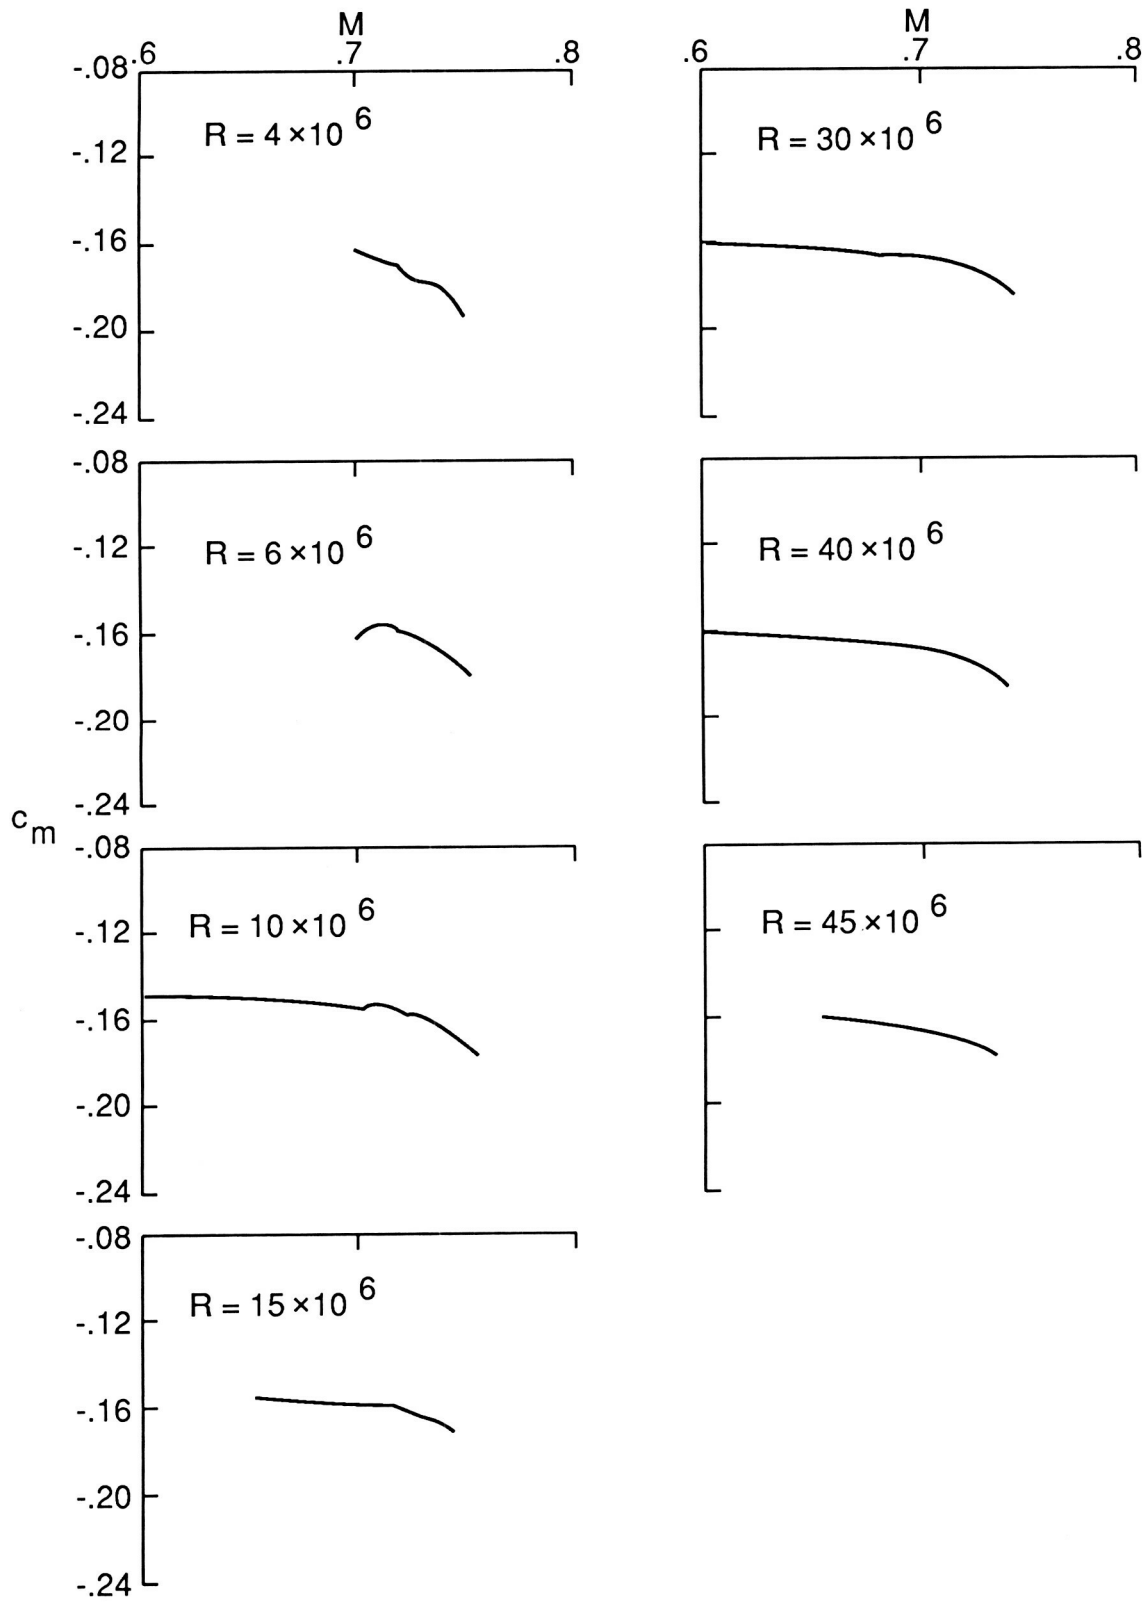 M
.6 .7 .8
-.08
R = 4 ×10 6
-.12
-.16
-.20
-.24
M
.6 .7 .8
R = 30 ×10 6
-.08
R = 6 ×10 6
-.12
-.16
-.20
-.24
R = 40 ×10 6
cm
-.08
R = 10 ×10 6
-.12
-.16
-.20
-.24
R = 45 ×10 6
-.08
R = 15 ×10 6
-.12
-.16
-.20
-.24